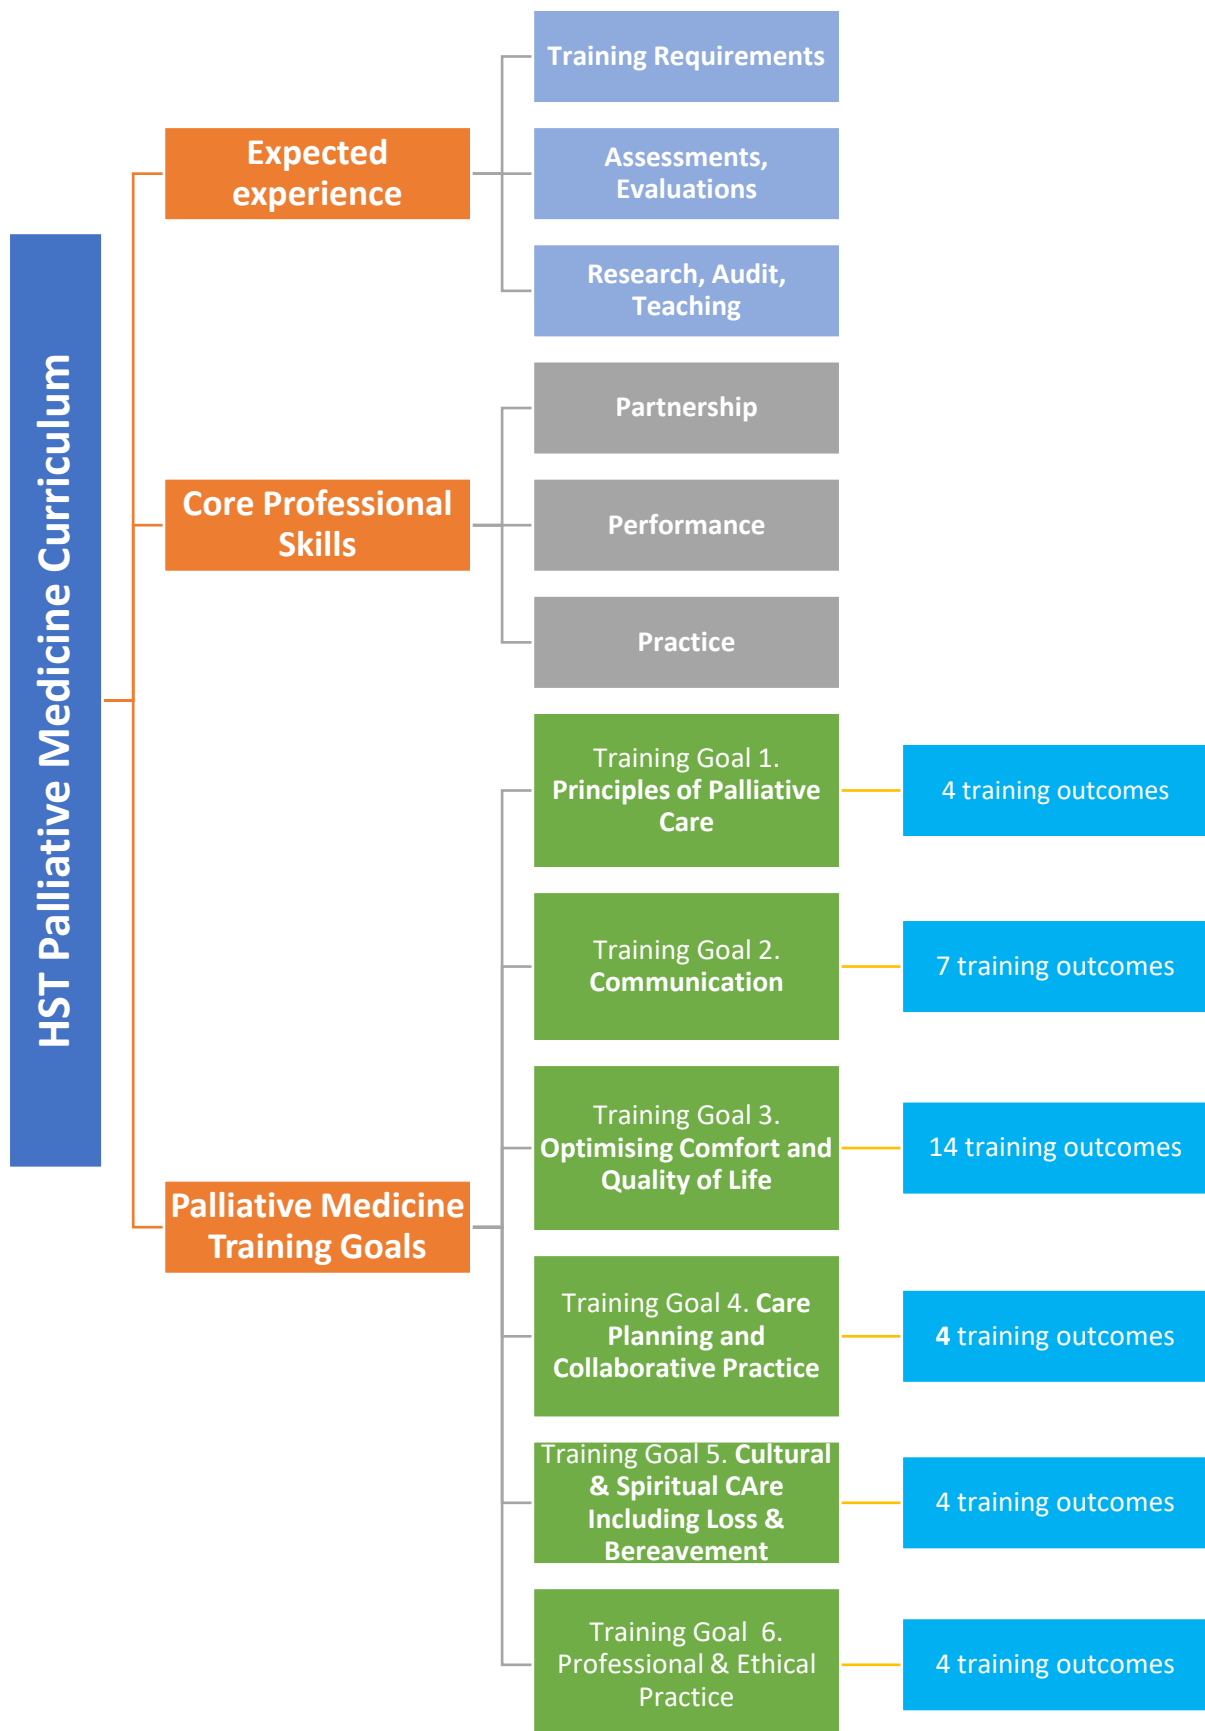 HST Palliative Medicine Curriculum
Expected
experience
Training Requirements
Assessments,
Evaluations
Research, Audit,
Teaching
Core Professional
Skills
Partnership
Performance
Practice
Palliative Medicine
Training Goals
Training Goal 1.
Principles of Palliative
Care
4 training outcomes
Training Goal 2.
Communication
7 training outcomes
Training Goal 3.
Optimising Comfort and
Quality of Life
14 training outcomes
Training Goal 4. Care
Planning and
Collaborative Practice
4 training outcomes
Training Goal 5. Cultural
& Spiritual CAre
Including Loss &
Bereavement
4 training outcomes
Training Goal  6.
Professional & Ethical
Practice
4 training outcomes